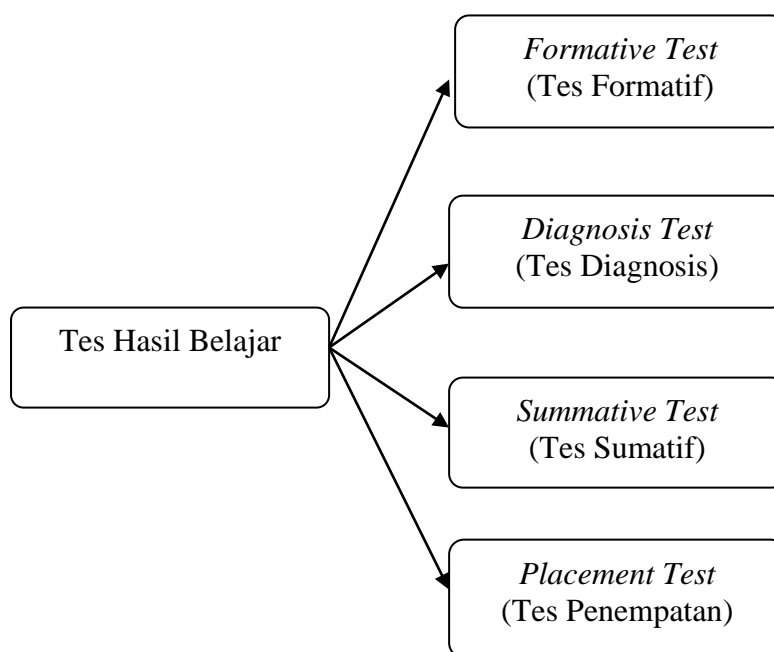 Formative Test
(Tes Formatif)
Diagnosis Test
(Tes Diagnosis)
Tes Hasil Belajar
Summative Test
(Tes Sumatif)
Placement Test
(Tes Penempatan)